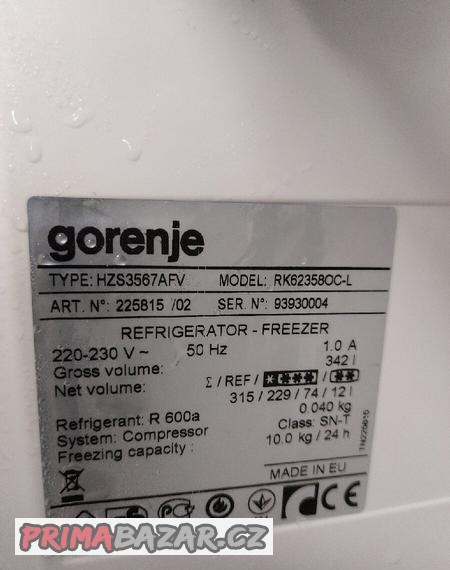 gorenje
TYPE: HZS3567AFV MODEL: RK62358OC-L
ART. N°: 225815 /02 SER. N°: 93930004
REFRIGERATOR - FREEZER
220-230 V ~ 50 Hz 1.0 A
Gross volume: 342 l
Net volume: Σ / REF / * *** / **
315 / 229 / 74 / 12 l
Refrigerant: R 600a 0.040 kg
System: Compressor Class: SN-T
Freezing capacity : 10.0 kg / 24 h
TN225815
MADE IN EU
CE
PRIMABAZAR.CZ